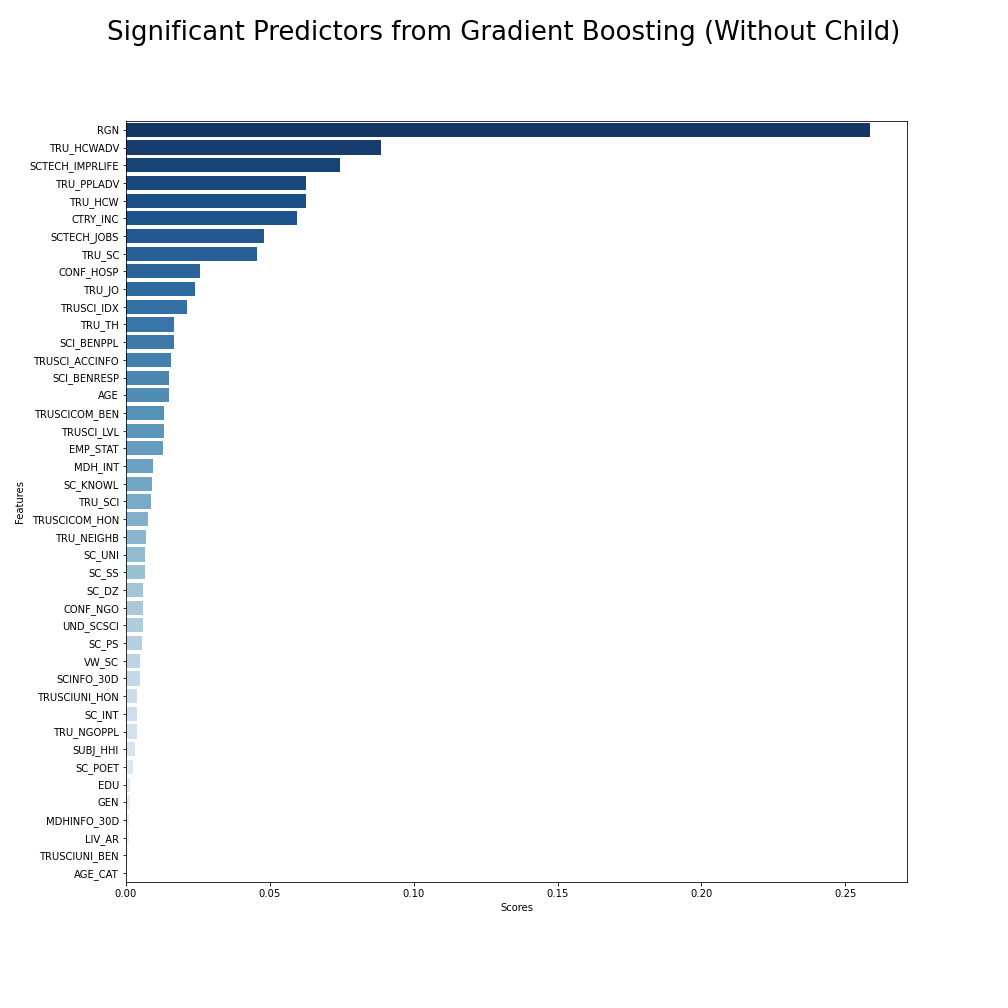 Significant Predictors from Gradient Boosting (Without Child)
RGN
TRU_HCWADV
SCTECH_IMPRLIFE
TRU_PPLADV
TRU_HCW
CTRY_INC
SCTECH_JOBS
TRU_SC
CONF_HOSP
TRU_JO
TRUSCI_IDX
TRU_TH
SCI_BENPPL
TRUSCI_ACCINFO
SCI_BENRESP
AGE
TRUSCICOM_BEN
TRUSCI_LVL
EMP_STAT
MDH_INT
SC_KNOWL
TRU_SCI
TRUSCICOM_HON
TRU_NEIGHB
SC_UNI
SC_SS
SC_DZ
CONF_NGO
UND_SCSCI
SC_PS
VW_SC
SCINFO_30D
TRUSCIUNI_HON
SC_INT
TRU_NGOPPL
SUBJ_HHI
SC_POET
EDU
GEN
MDHINFO_30D
LIV_AR
TRUSCIUNI_BEN
AGE_CAT
Features
0.00 0.05 0.10 0.15 0.20 0.25
Scores